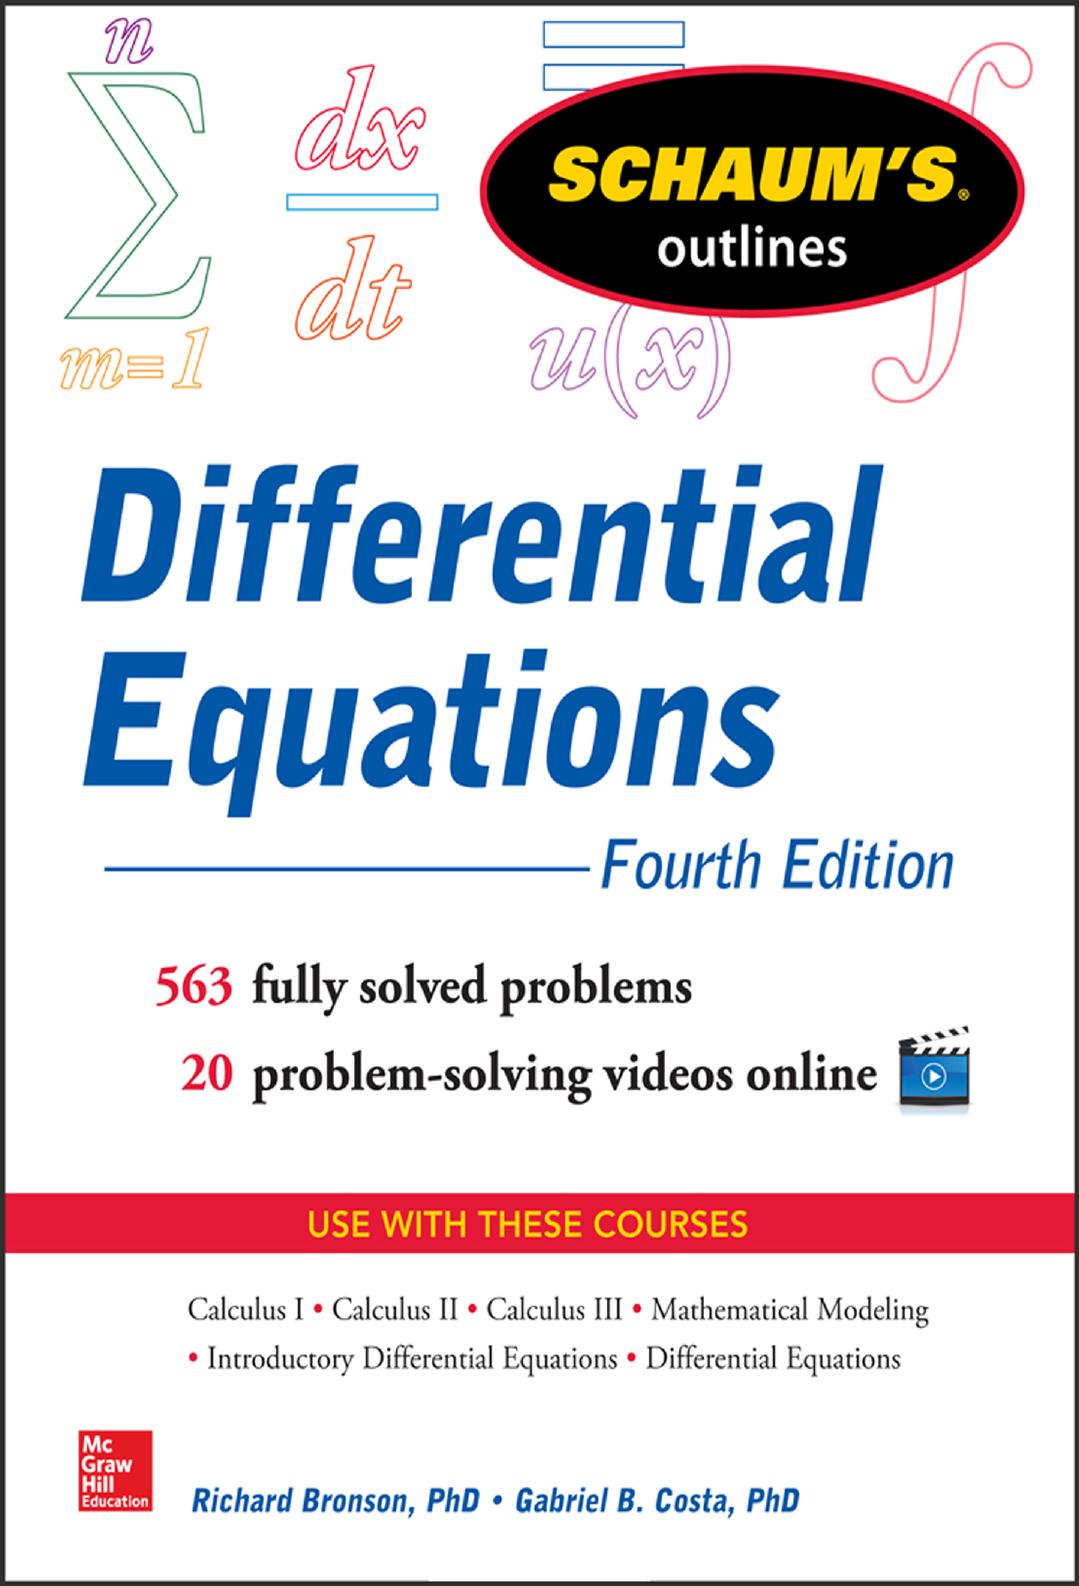 n
Σ
m=1
dx
dt
=
u(x)
∫
SCHAUM'S®
outlines
Differential
Equations
Fourth Edition
563 fully solved problems
20 problem-solving videos online
USE WITH THESE COURSES
Calculus I • Calculus II • Calculus III • Mathematical Modeling
• Introductory Differential Equations • Differential Equations
Mc
Graw
Hill
Education
Richard Bronson, PhD • Gabriel B. Costa, PhD